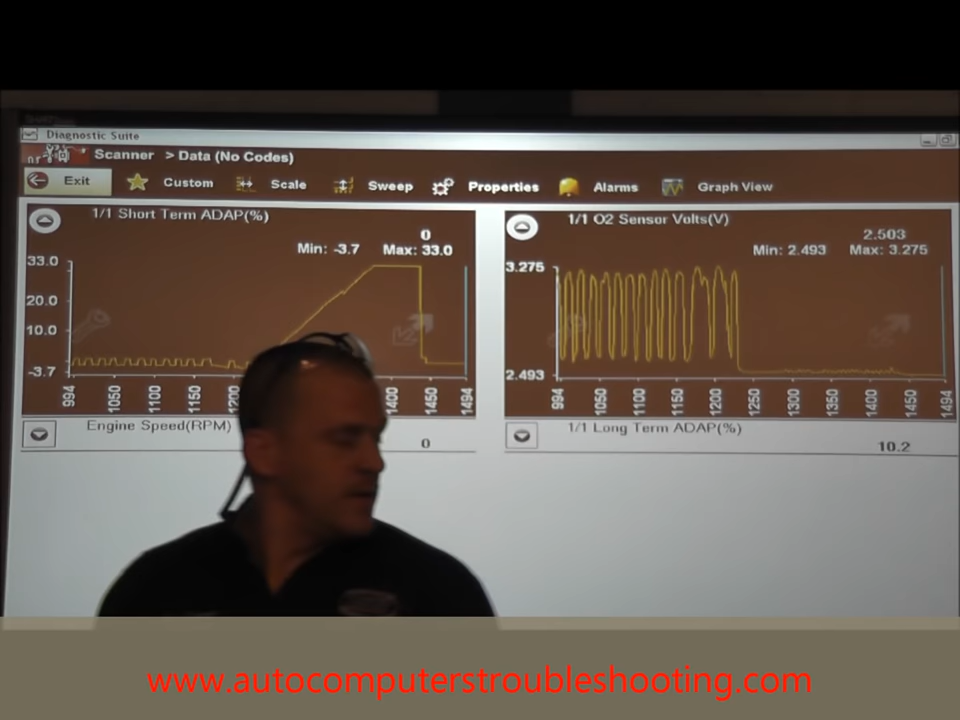 Diagnostic Suite
Scanner > Data (No Codes)
Exit Custom Scale Sweep Properties Alarms Graph View
1/1 Short Term ADAP(%)
0
Min: -3.7 Max: 33.0
33.0
20.0
10.0
-3.7
994 1050 1100 1150 1200 1400 1450 1494
Engine Speed(RPM)
0
1/1 O2 Sensor Volts(V)
2.503
Min: 2.493 Max: 3.275
3.275
2.493
994 1050 1100 1150 1200 1250 1300 1350 1400 1450 1494
1/1 Long Term ADAP(%)
10.2
www.autocomputerstroubleshooting.com